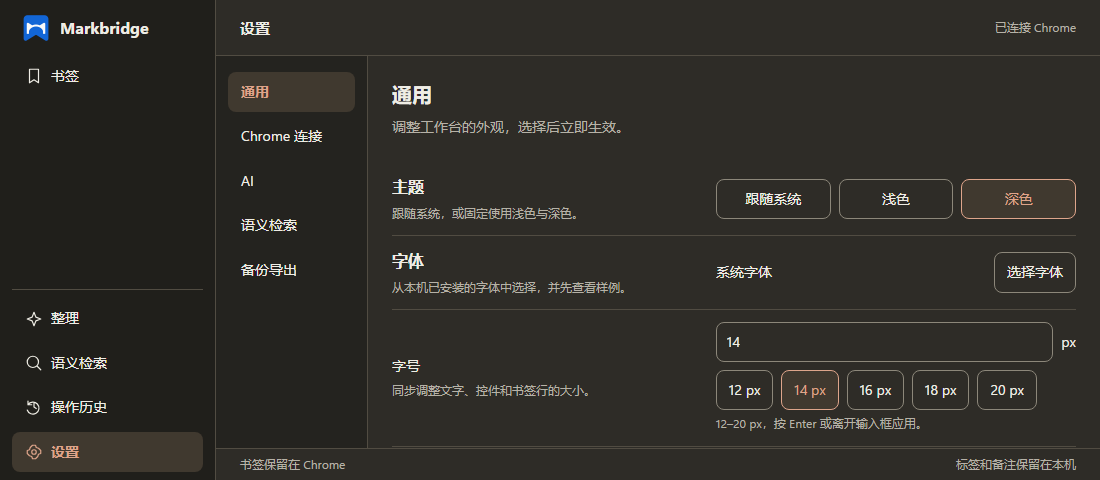 Markbridge
书签
整理
语义检索
操作历史
设置
设置
已连接 Chrome
通用
Chrome 连接
AI
语义检索
备份导出
通用
调整工作台的外观，选择后立即生效。
主题
跟随系统，或固定使用浅色与深色。
跟随系统
浅色
深色
字体
从本机已安装的字体中选择，并先查看样例。
系统字体
选择字体
字号
同步调整文字、控件和书签行的大小。
14
px
12 px
14 px
16 px
18 px
20 px
12–20 px，按 Enter 或离开输入框应用。
书签保留在 Chrome
标签和备注保留在本机